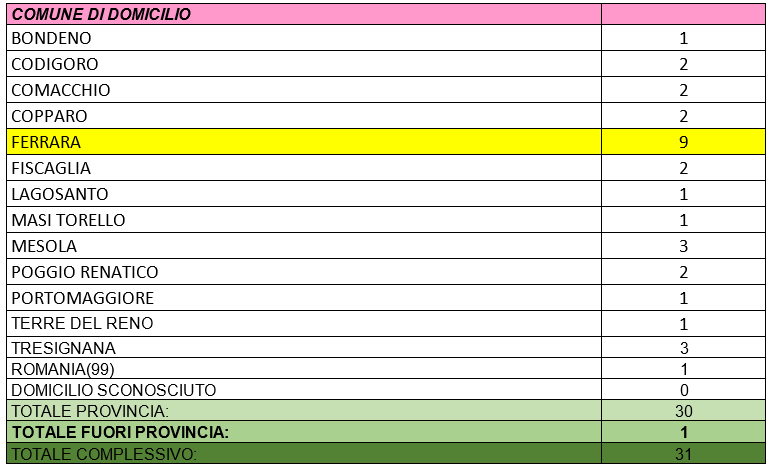 COMUNE DI DOMICILIO
BONDENO 1
CODIGORO 2
COMACCHIO 2
COPPARO 2
FERRARA 9
FISCAGLIA 2
LAGOSANTO 1
MASI TORELLO 1
MESOLA 3
POGGIO RENATICO 2
PORTOMAGGIORE 1
TERRE DEL RENO 1
TRESIGNANA 3
ROMANIA(99) 1
DOMICILIO SCONOSCIUTO 0
TOTALE PROVINCIA: 30
TOTALE FUORI PROVINCIA: 1
TOTALE COMPLESSIVO: 31